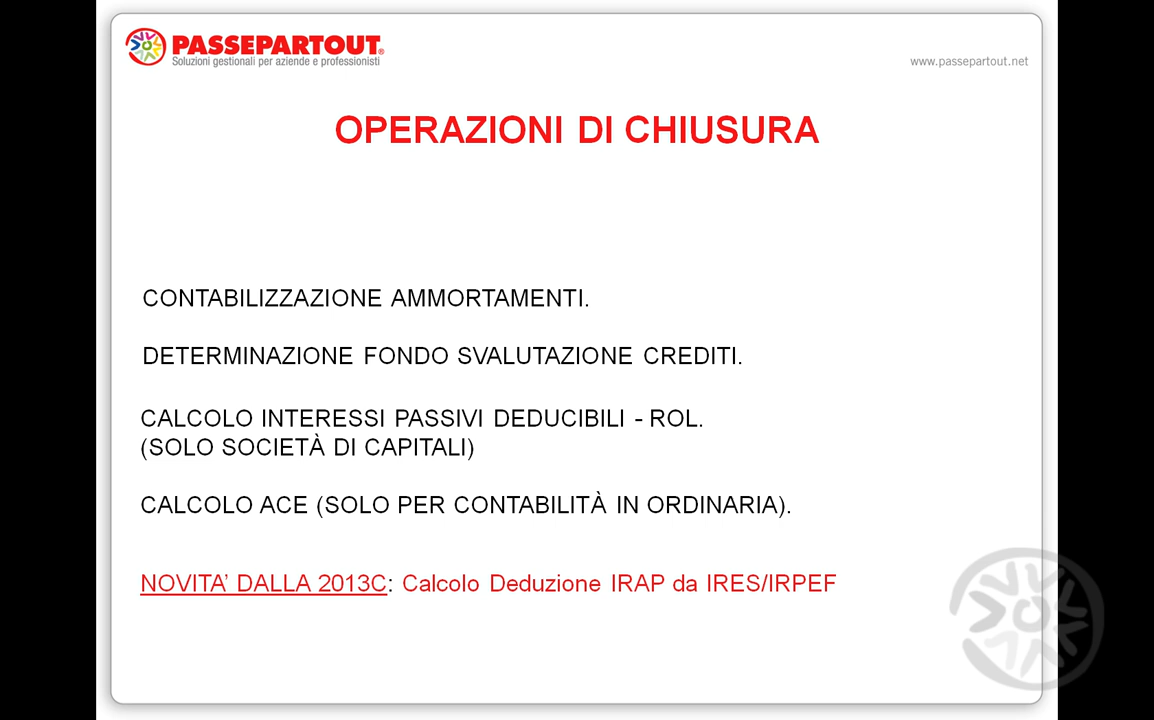 PASSEPARTOUT®
Soluzioni gestionali per aziende e professionisti
www.passepartout.net
OPERAZIONI DI CHIUSURA
CONTABILIZZAZIONE AMMORTAMENTI.
DETERMINAZIONE FONDO SVALUTAZIONE CREDITI.
CALCOLO INTERESSI PASSIVI DEDUCIBILI - ROL.
(SOLO SOCIETÀ DI CAPITALI)
CALCOLO ACE (SOLO PER CONTABILITÀ IN ORDINARIA).
NOVITA’ DALLA 2013C: Calcolo Deduzione IRAP da IRES/IRPEF